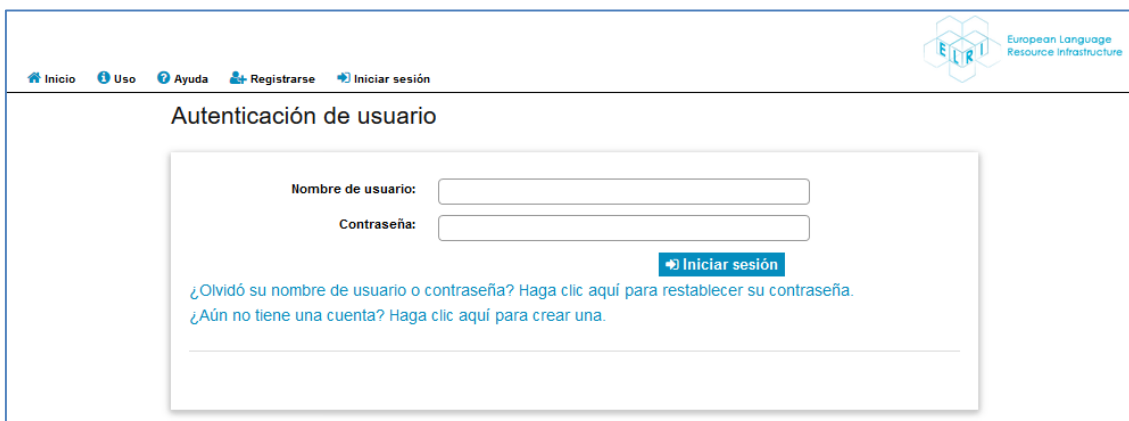 E L R I
European Language
Resource Infrastructure
Inicio Uso Ayuda Registrarse Iniciar sesión
Autenticación de usuario
Nombre de usuario:
Contraseña:
Iniciar sesión
¿Olvidó su nombre de usuario o contraseña? Haga clic aquí para restablecer su contraseña.
¿Aún no tiene una cuenta? Haga clic aquí para crear una.